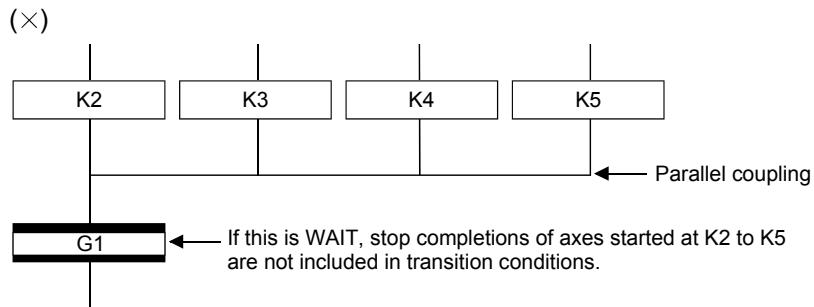 (×)
K2 K3 K4 K5
Parallel coupling
G1
If this is WAIT, stop completions of axes started at K2 to K5
are not included in transition conditions.